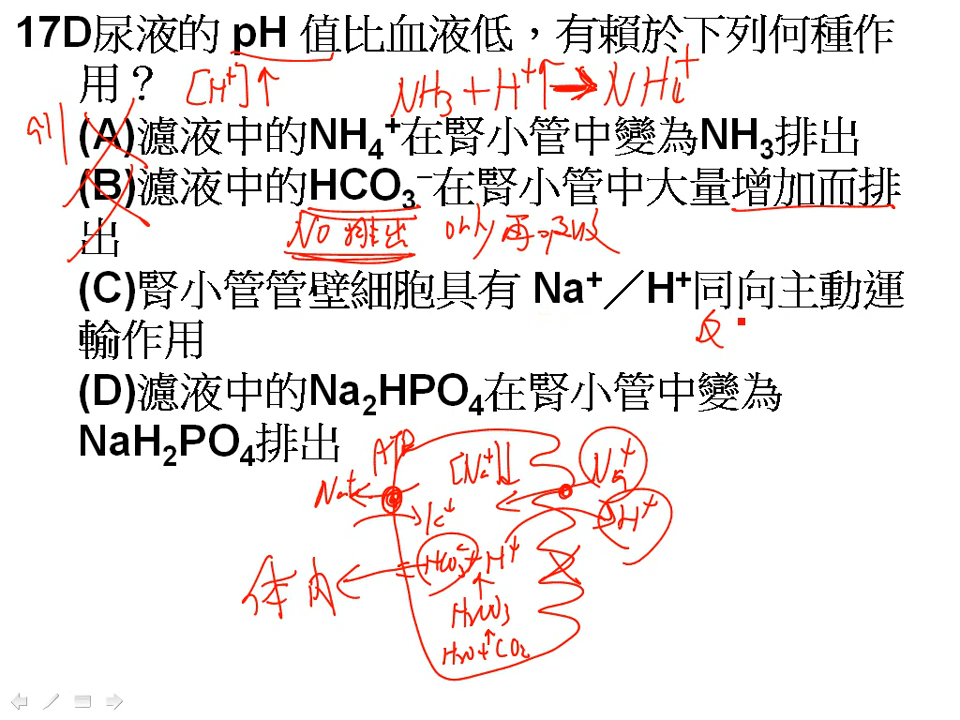 17D尿液的 pH 值比血液低，有賴於下列何種作
用？ [H⁺]↑ NH₃ + H⁺↑ → NH₄⁺
(A)濾液中的NH₄⁺在腎小管中變為NH₃排出
(B)濾液中的HCO₃⁻在腎小管中大量增加而排
出 NO 排出 only 再吸收
(C)腎小管管壁細胞具有 Na⁺／H⁺同向主動運
反
輸作用
(D)濾液中的Na₂HPO₄在腎小管中變為
NaH₂PO₄排出
ATP [Na⁺]↓ Na⁺
Na⁺ K⁺ H⁺
體內 HCO₃⁻ + H⁺
H₂CO₃
H₂O + CO₂